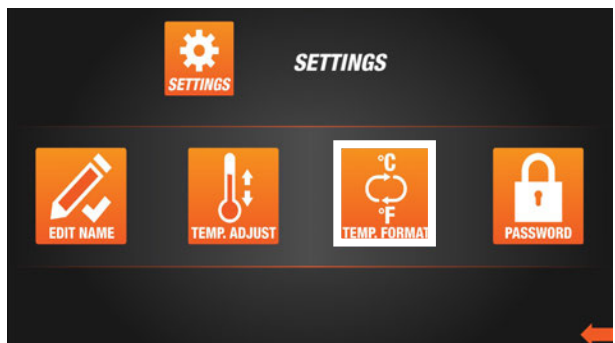 SETTINGS
SETTINGS
°C
°F
EDIT NAME
TEMP. ADJUST
TEMP. FORMAT
PASSWORD